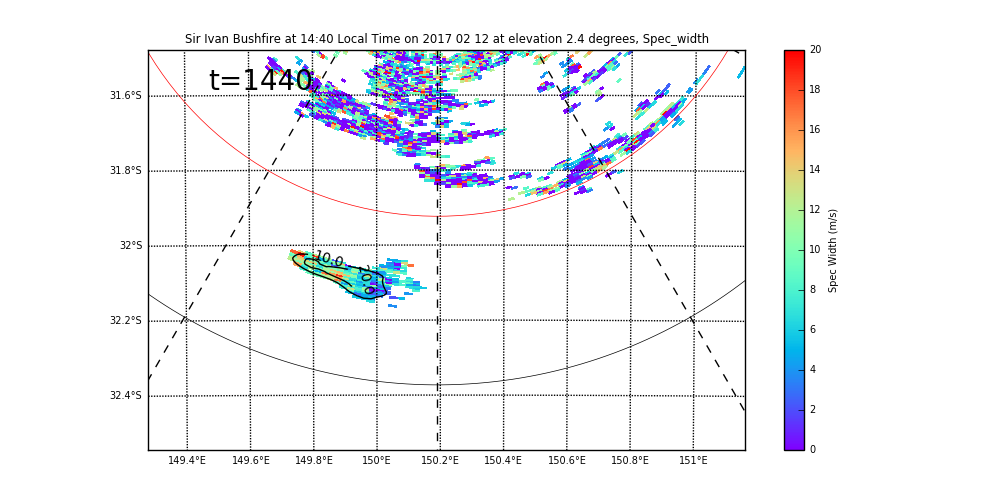 Sir Ivan Bushfire at 14:40 Local Time on 2017 02 12 at elevation 2.4 degrees, Spec_width
t=1440
31.6°S
31.8°S
32°S
32.2°S
32.4°S
149.4°E 149.6°E 149.8°E 150°E 150.2°E 150.4°E 150.6°E 150.8°E 151°E
10.0
20
18
16
14
12
10
8
6
4
2
0
Spec Width (m/s)